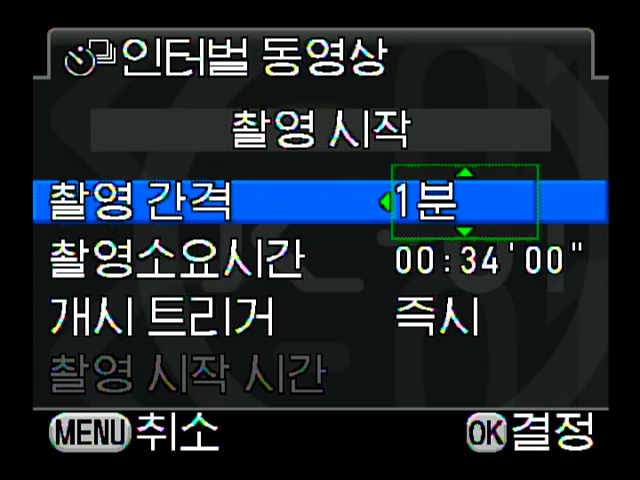 인터벌 동영상
촬영 시작
촬영 간격 1분
촬영소요시간 00:34'00"
개시 트리거 즉시
촬영 시작 시간
MENU 취소 OK 결정